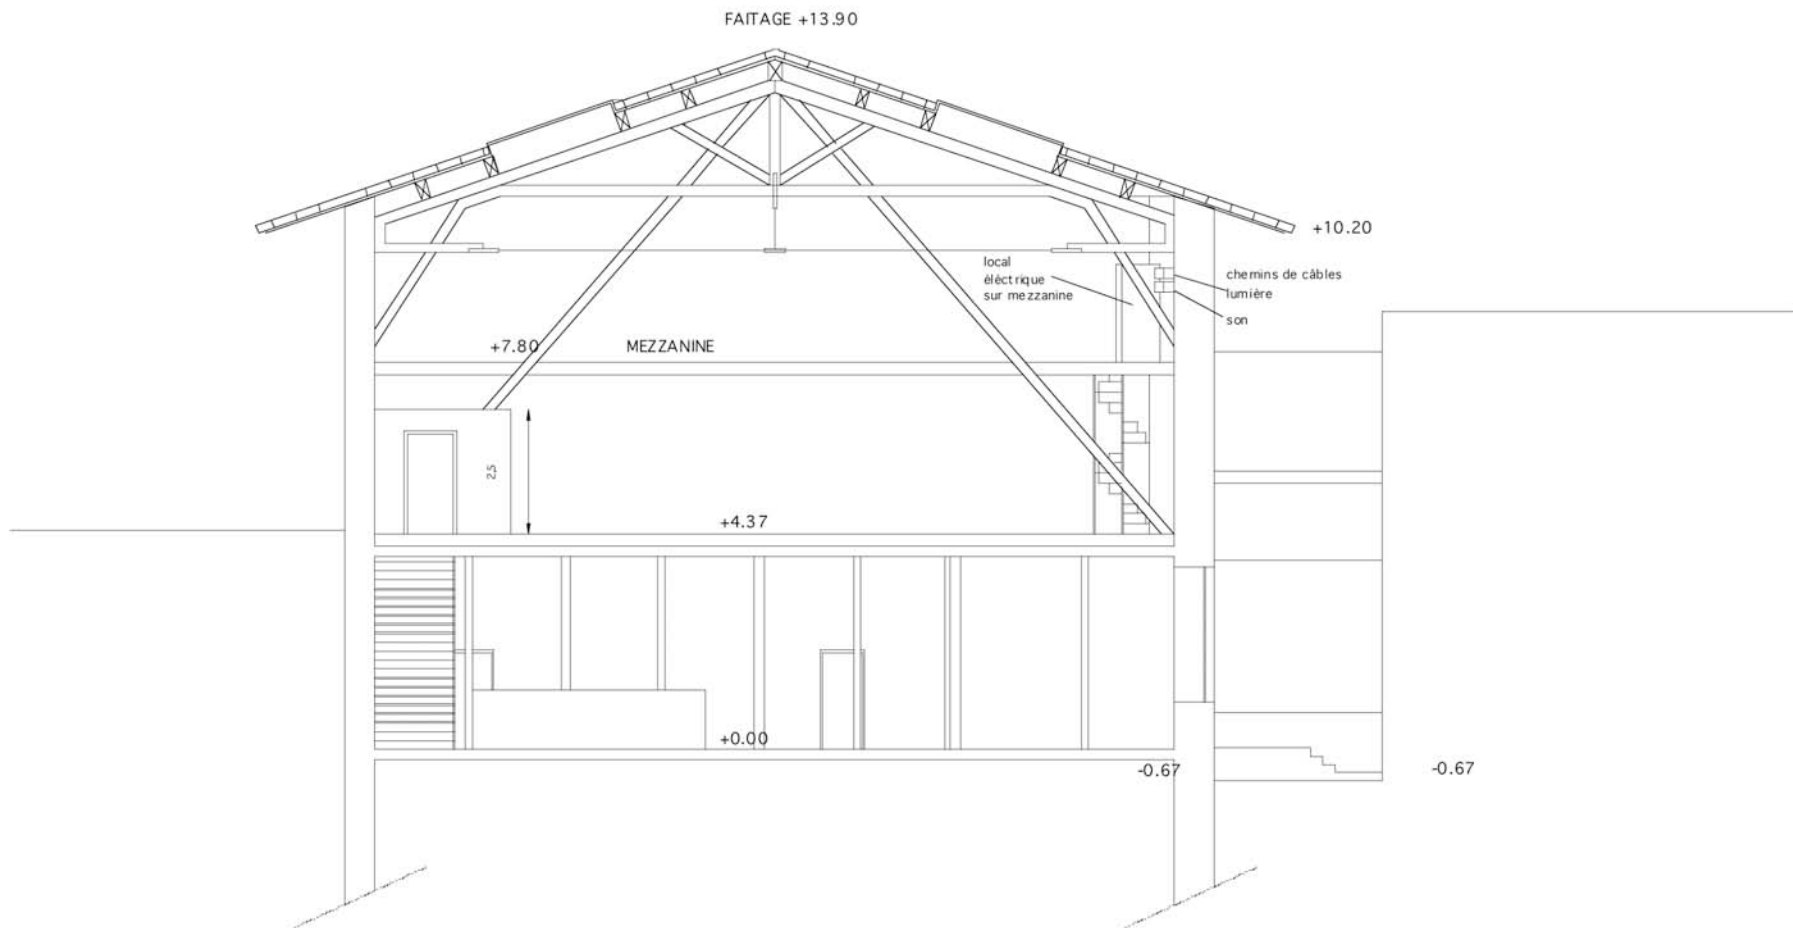 FAITAGE +13.90
+10.20
local
éléctrique
sur mezzanine
chemins de câbles
lumière
son
+7.80
MEZZANINE
2,5
+4.37
+0.00
-0.67
-0.67